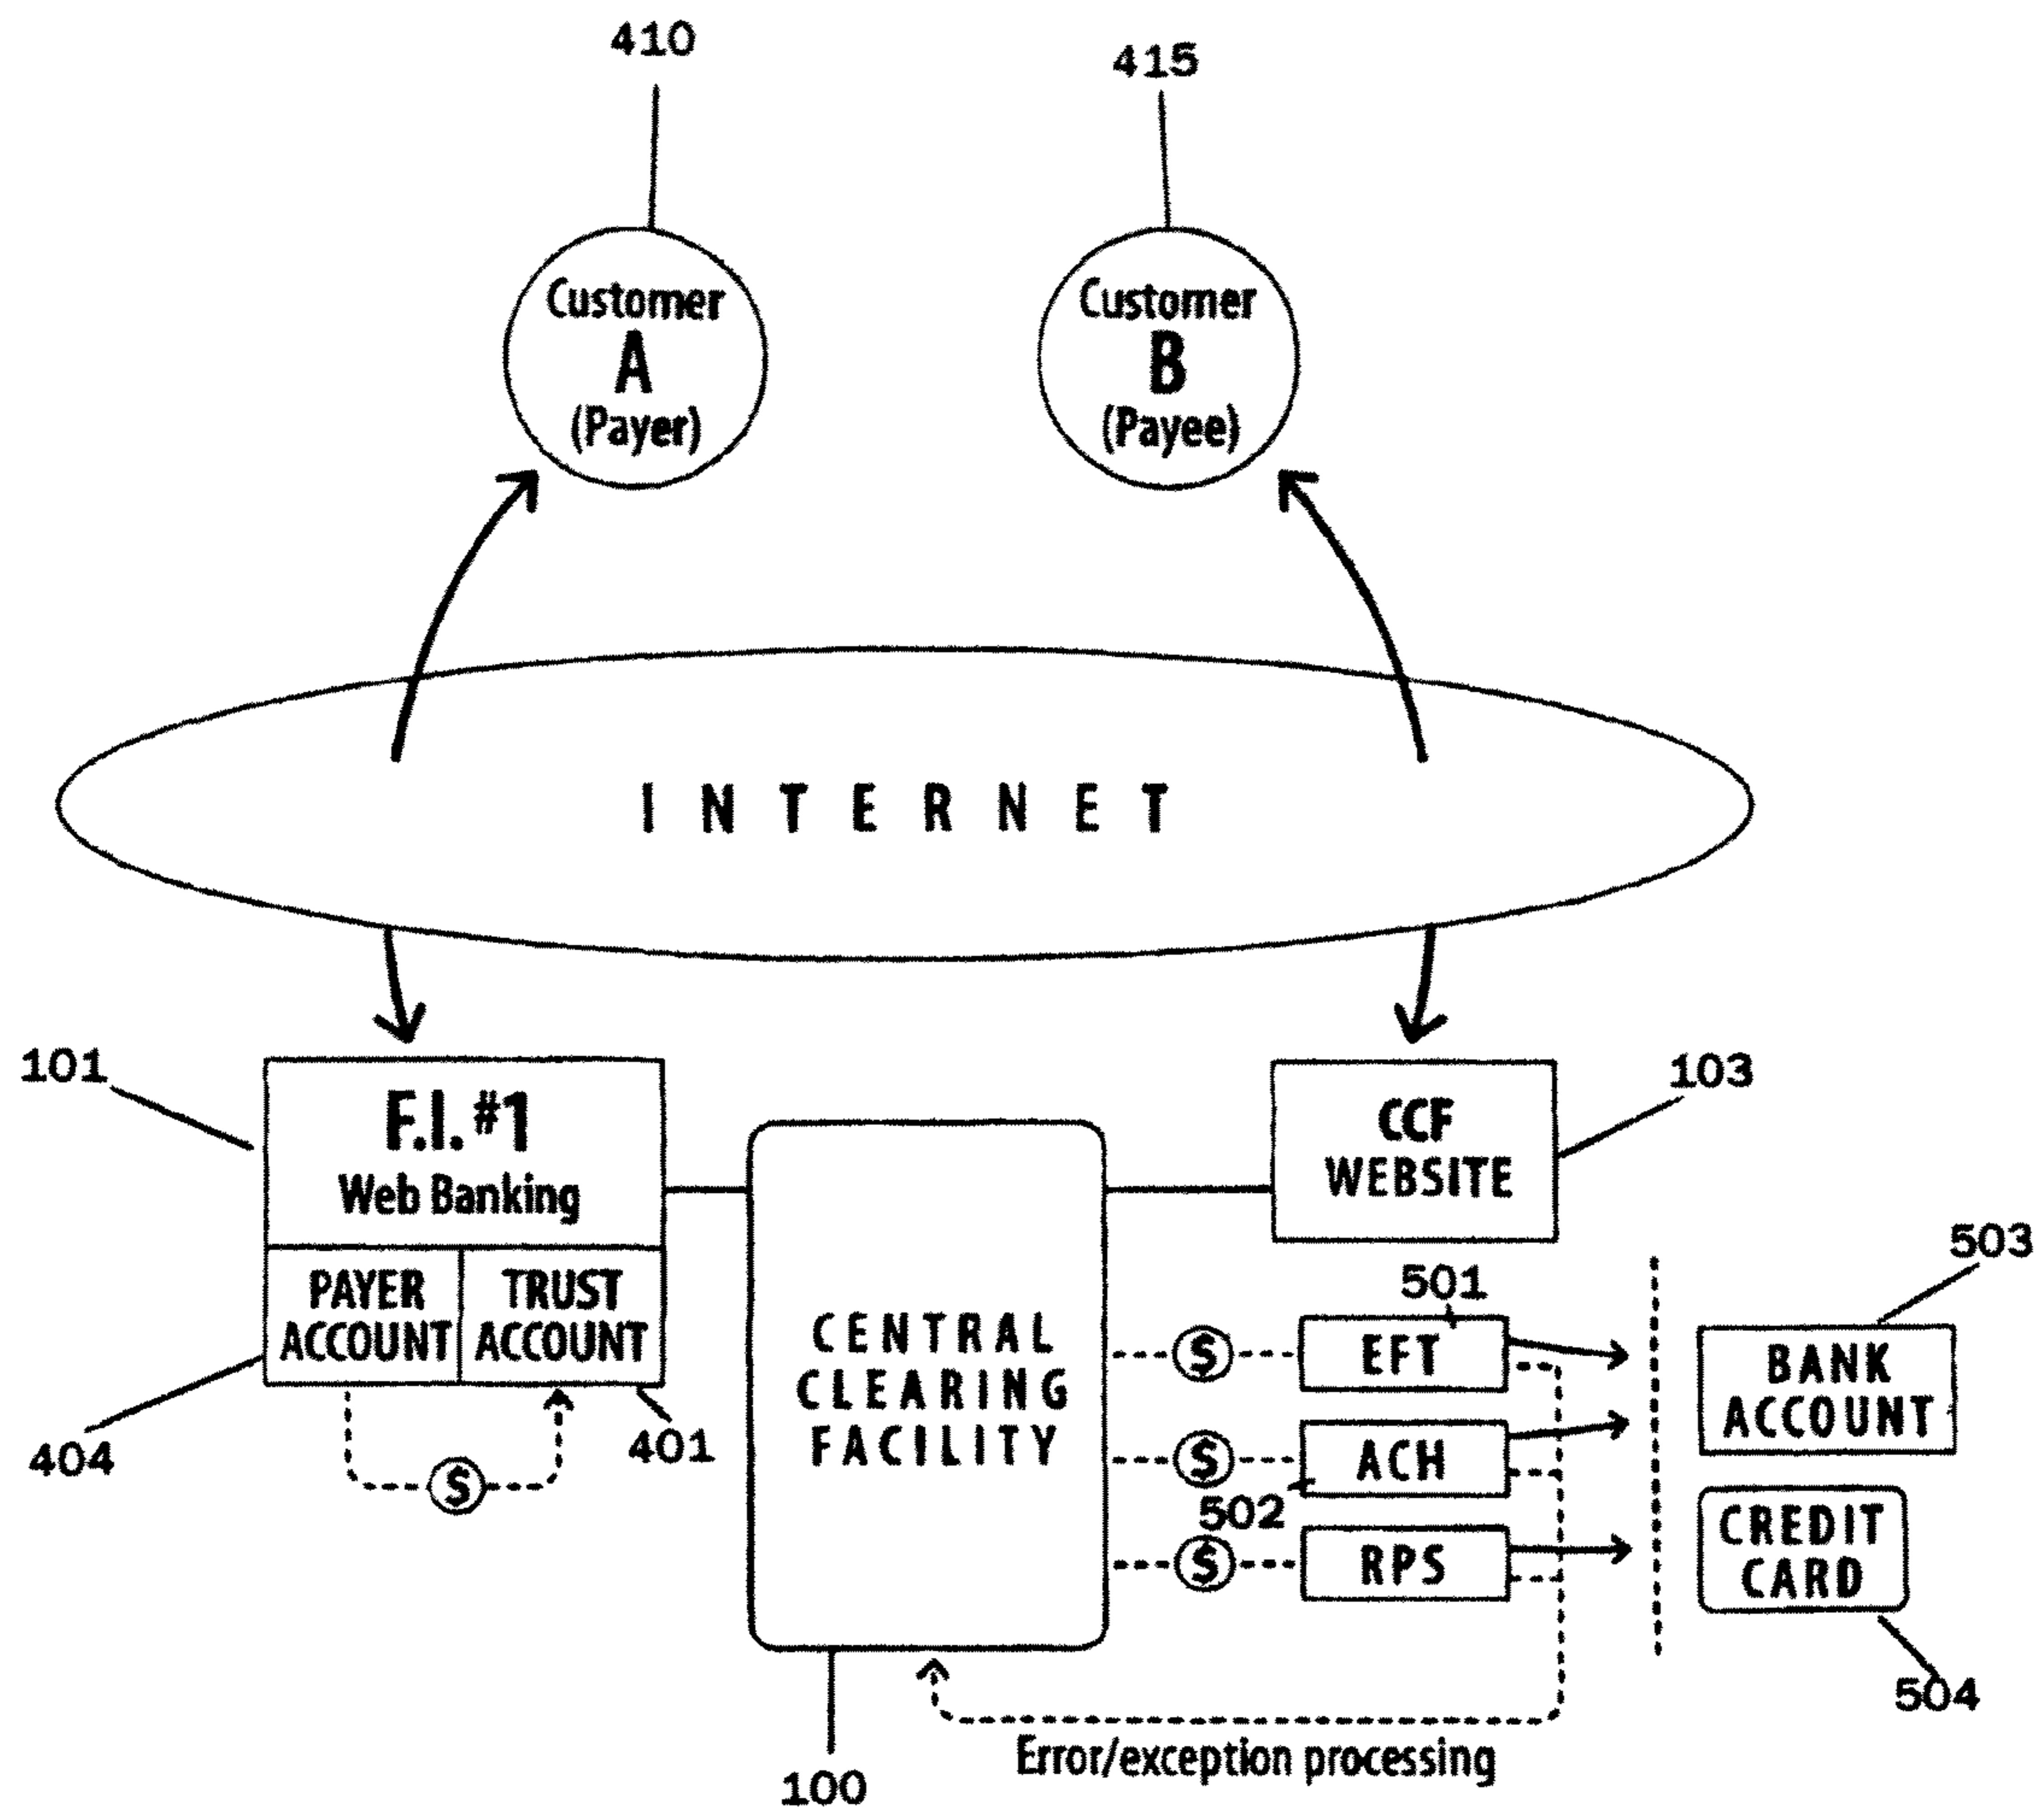 410
415
Customer
A
(Payer)
Customer
B
(Payee)
INTERNET
101
F.I. #1
Web Banking
PAYER
ACCOUNT
TRUST
ACCOUNT
404
401
$
CENTRAL
CLEARING
FACILITY
100
CCF
WEBSITE
103
501
$
EFT
$
ACH
502
$
RPS
503
BANK
ACCOUNT
CREDIT
CARD
504
Error/exception processing